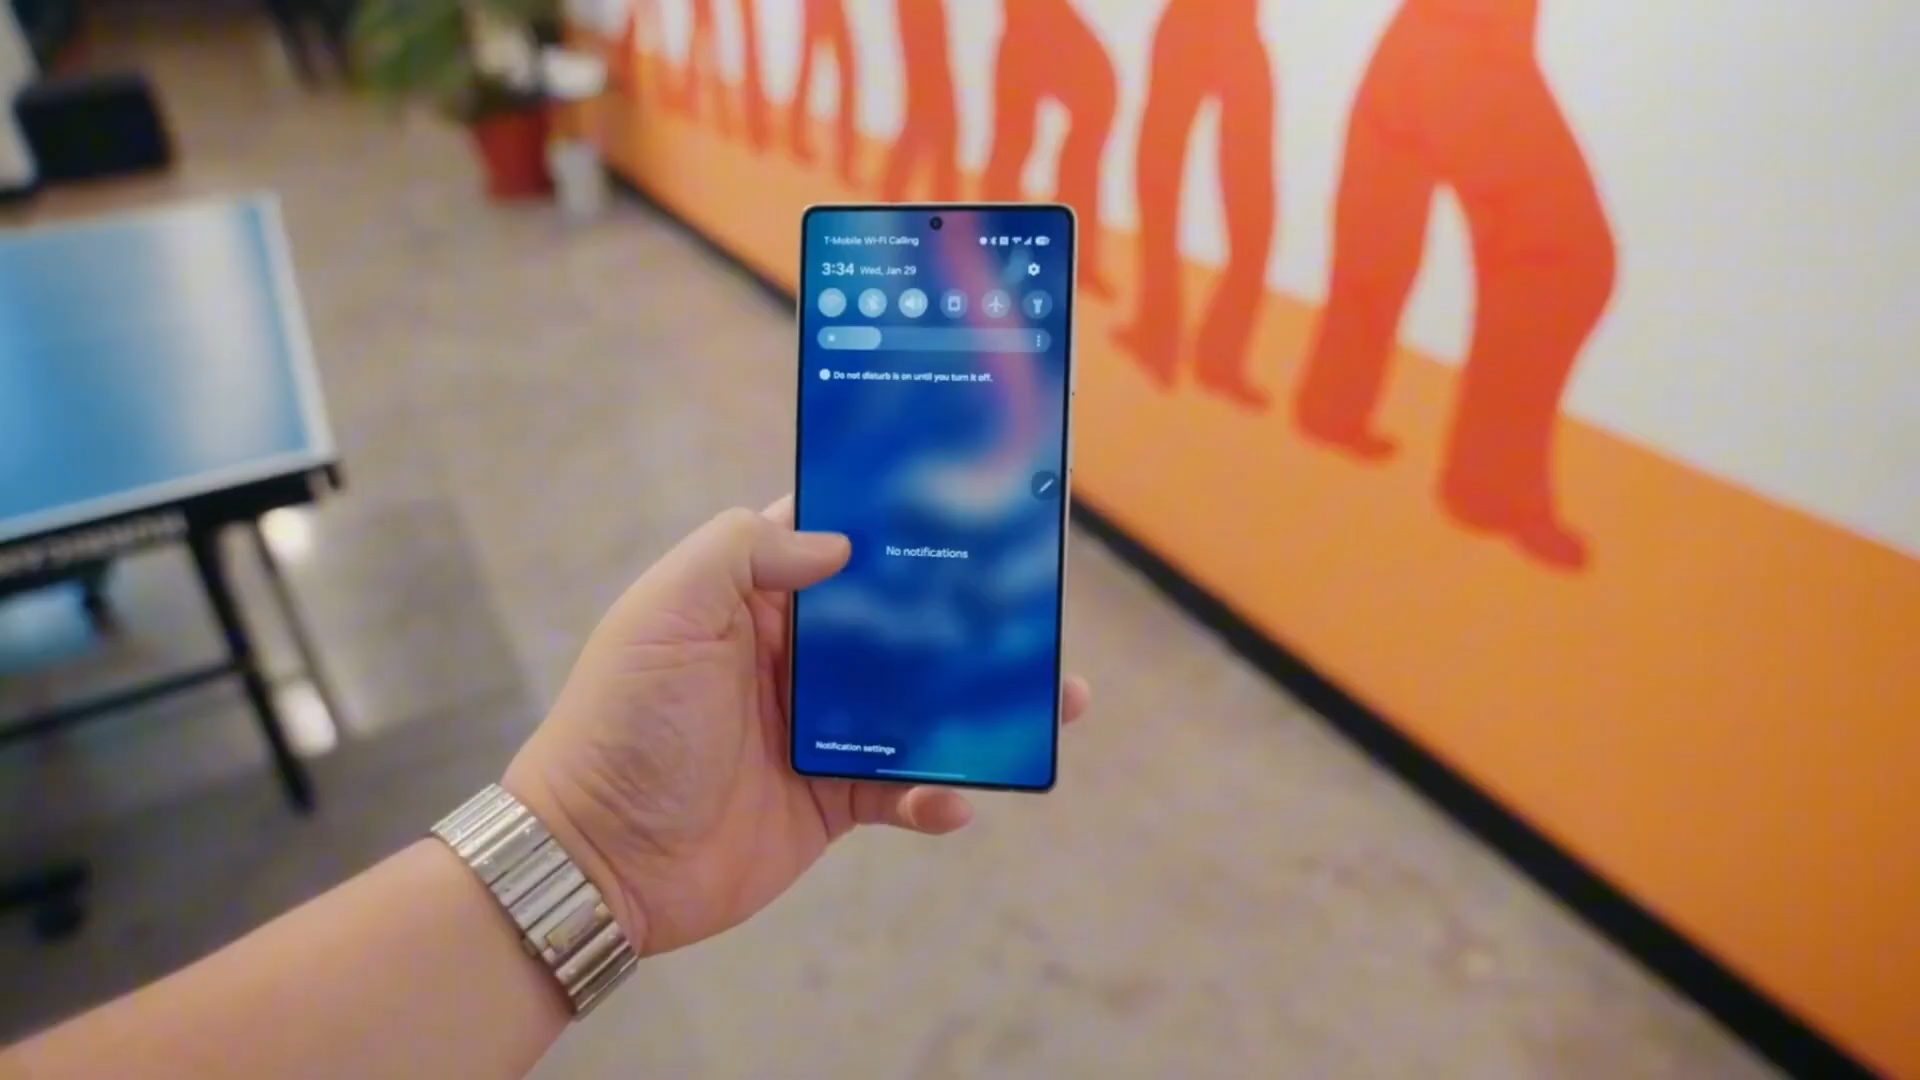 T-Mobile Wi-Fi Calling
3:34 Wed, Jan 29
Do not disturb is on until you turn it off.
No notifications
Notification settings